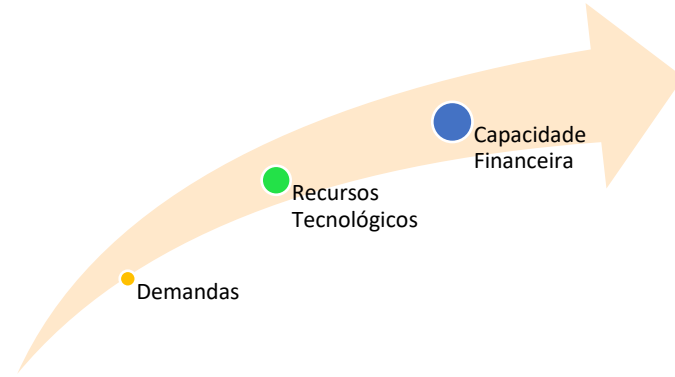 Capacidade
Financeira
Recursos
Tecnológicos
Demandas